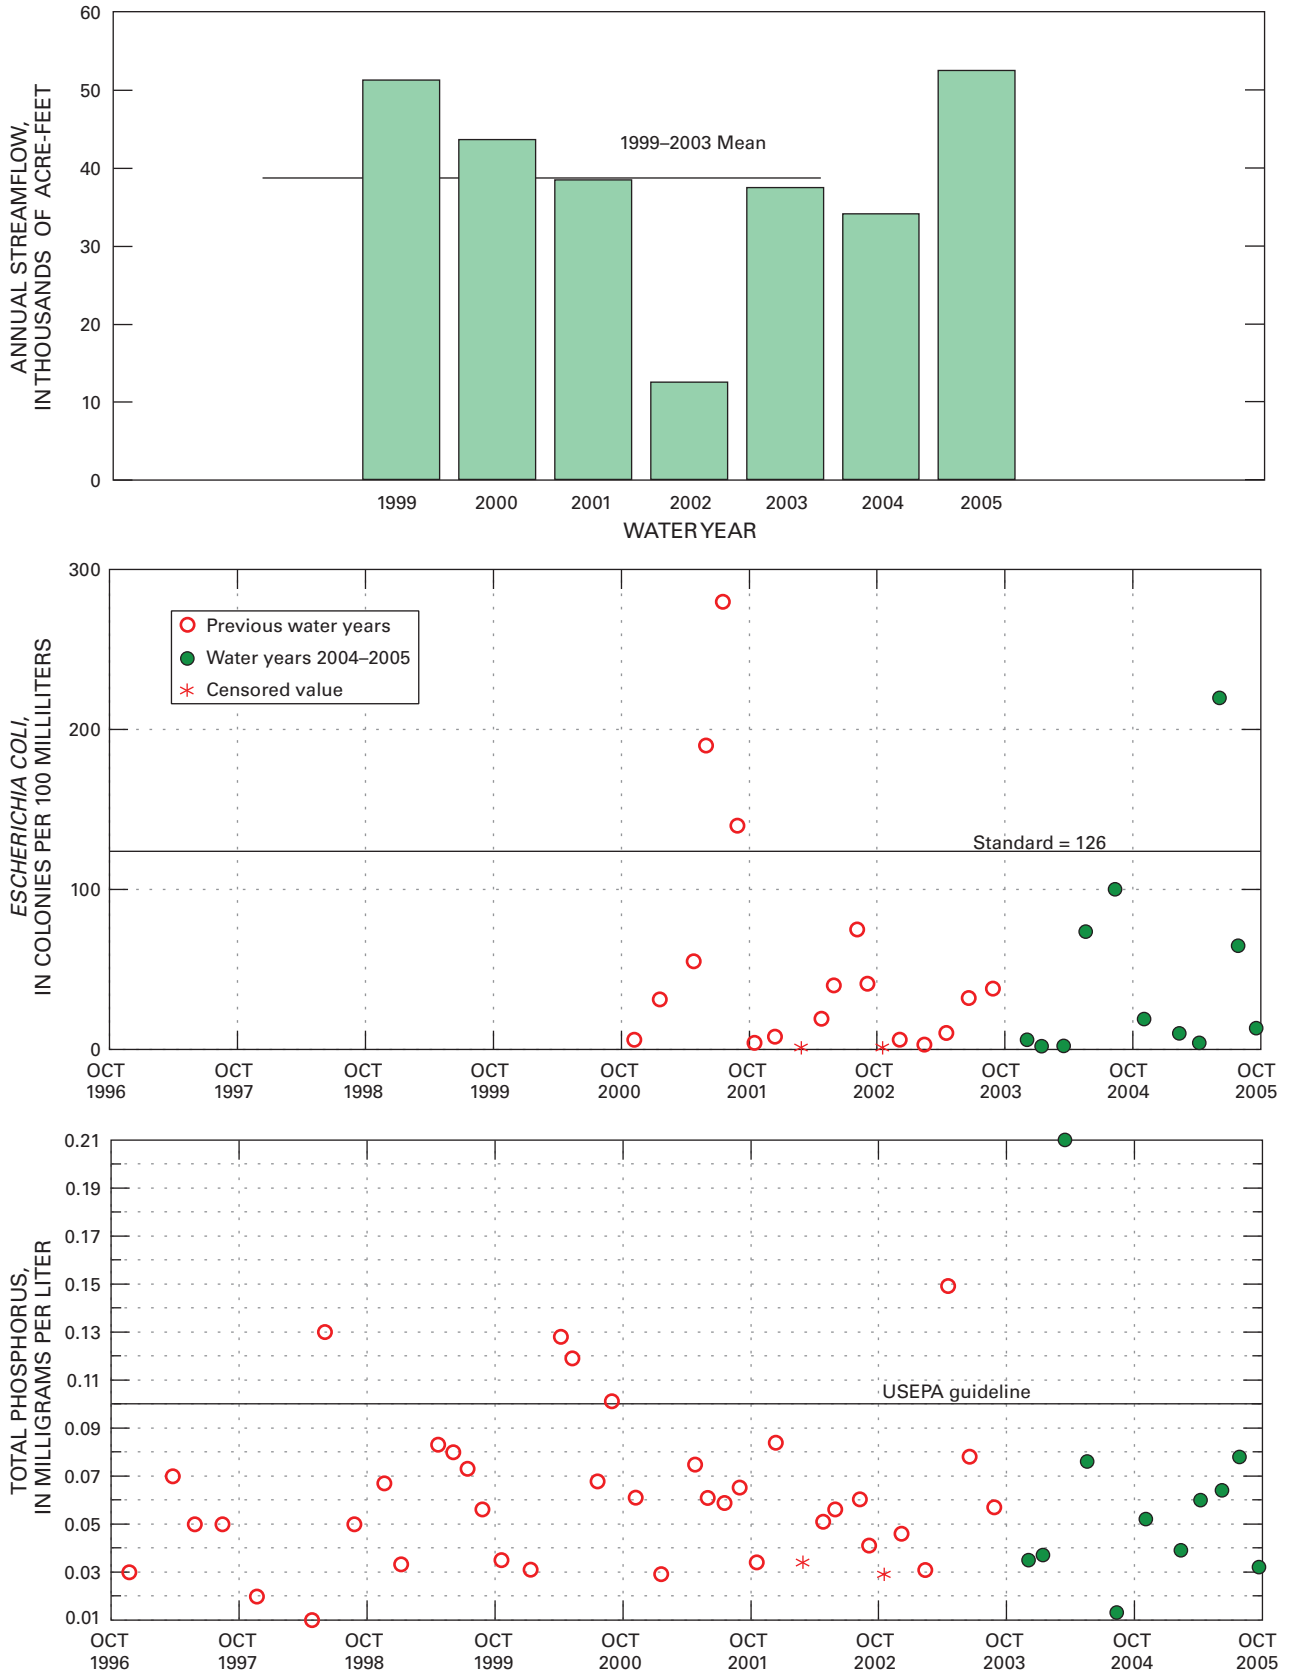 60
50
40
30
20
10
0
ANNUAL STREAMFLOW,
IN THOUSANDS OF ACRE-FEET
1999–2003 Mean
1999 2000 2001 2002 2003 2004 2005
WATER YEAR
300
200
100
0
ESCHERICHIA COLI,
IN COLONIES PER 100 MILLILITERS
Previous water years
Water years 2004–2005
Censored value
Standard = 126
OCT OCT OCT OCT OCT OCT OCT OCT OCT OCT
1996 1997 1998 1999 2000 2001 2002 2003 2004 2005
0.21
0.19
0.17
0.15
0.13
0.11
0.09
0.07
0.05
0.03
0.01
TOTAL PHOSPHORUS,
IN MILLIGRAMS PER LITER
USEPA guideline
OCT OCT OCT OCT OCT OCT OCT OCT OCT OCT
1996 1997 1998 1999 2000 2001 2002 2003 2004 2005